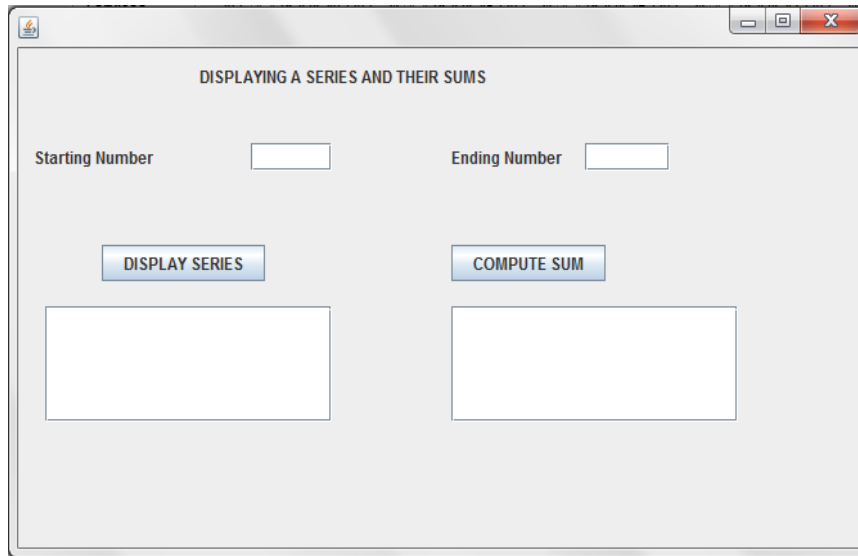 DISPLAYING A SERIES AND THEIR SUMS
Starting Number
Ending Number
DISPLAY SERIES
COMPUTE SUM